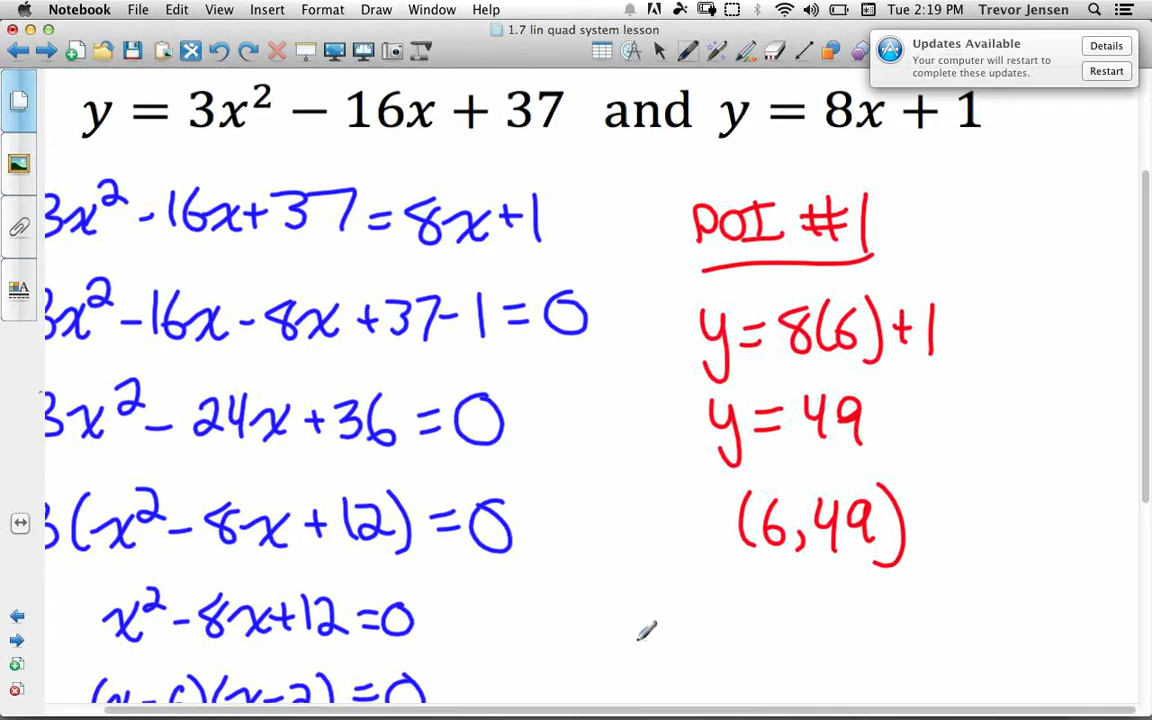 Notebook File Edit View Insert Format Draw Window Help Tue 2:19 PM Trevor Jensen
1.7 lin quad system lesson
Updates Available
Your computer will restart to complete these updates.
Details
Restart
y = 3x² − 16x + 37 and y = 8x + 1
3x² - 16x + 37 = 8x + 1
3x² - 16x - 8x + 37 - 1 = 0
3x² - 24x + 36 = 0
3(x² - 8x + 12) = 0
x² - 8x + 12 = 0
(x - 6)(x - 2) = 0
POI #1
y = 8(6) + 1
y = 49
(6, 49)